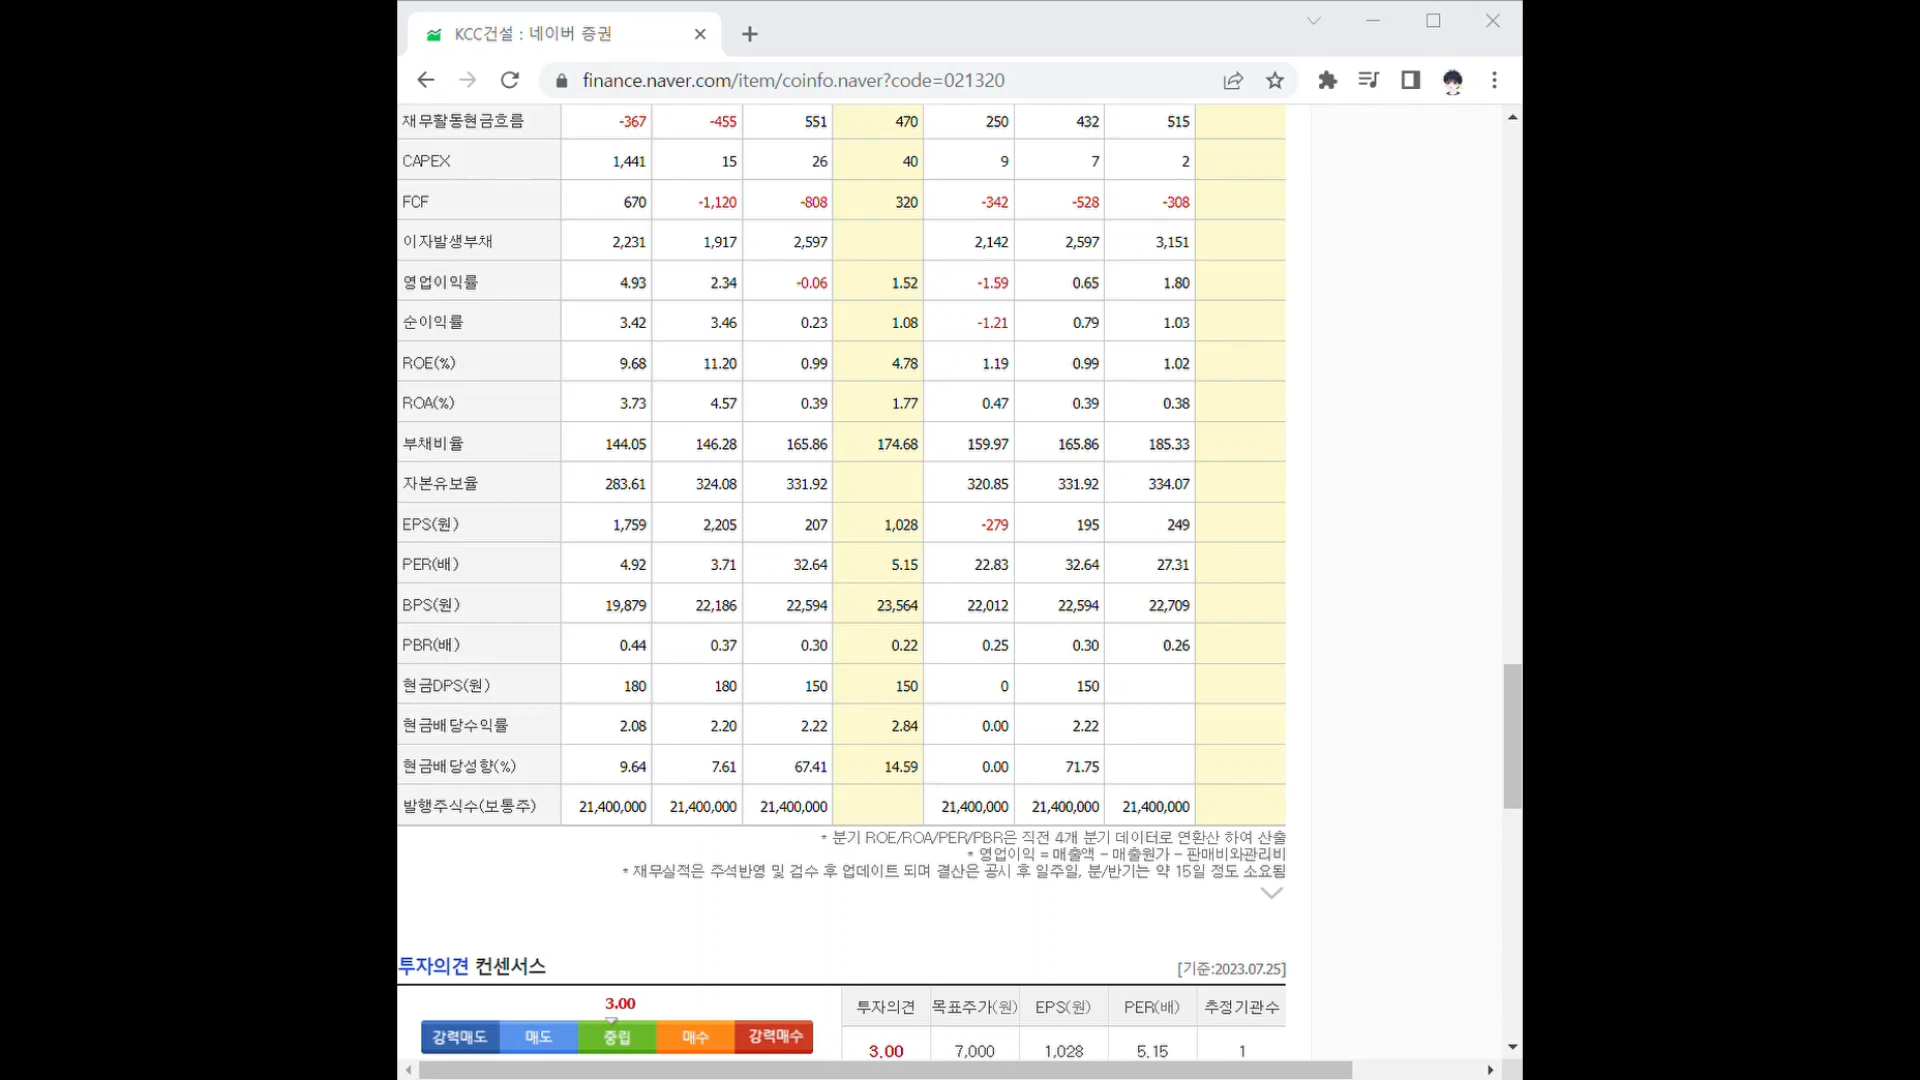 KCC건설 : 네이버 증권
finance.naver.com/item/coinfo.naver?code=021320
재무활동현금흐름 -367 -455 551 470 250 432 515
CAPEX 1,441 15 26 40 9 7 2
FCF 670 -1,120 -808 320 -342 -528 -308
이자발생부채 2,231 1,917 2,597 2,142 2,597 3,151
영업이익률 4.93 2.34 -0.06 1.52 -1.59 0.65 1.80
순이익률 3.42 3.46 0.23 1.08 -1.21 0.79 1.03
ROE(%) 9.68 11.20 0.99 4.78 1.19 0.99 1.02
ROA(%) 3.73 4.57 0.39 1.77 0.47 0.39 0.38
부채비율 144.05 146.28 165.86 174.68 159.97 165.86 185.33
자본유보율 283.61 324.08 331.92 320.85 331.92 334.07
EPS(원) 1,759 2,205 207 1,028 -279 195 249
PER(배) 4.92 3.71 32.64 5.15 22.83 32.64 27.31
BPS(원) 19,879 22,186 22,594 23,564 22,012 22,594 22,709
PBR(배) 0.44 0.37 0.30 0.22 0.25 0.30 0.26
현금DPS(원) 180 180 150 150 0 150
현금배당수익률 2.08 2.20 2.22 2.84 0.00 2.22
현금배당성향(%) 9.64 7.61 67.41 14.59 0.00 71.75
발행주식수(보통주) 21,400,000 21,400,000 21,400,000 21,400,000 21,400,000 21,400,000
* 분기 ROE/ROA/PER/PBR은 직전 4개 분기 데이터로 연환산 하여 산출
* 영업이익 = 매출액 - 매출원가 - 판매비와관리비
* 재무실적은 주석반영 및 검수 후 업데이트 되며 결산은 공시 후 일주일, 분/반기는 약 15일 정도 소요됨
투자의견 컨센서스 [기준:2023.07.25]
3.00
강력매도 매도 중립 매수 강력매수
투자의견 목표주가(원) EPS(원) PER(배) 추정기관수
3.00 7,000 1,028 5.15 1